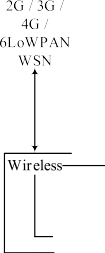 2G / 3G /
4G /
6LoWPAN
WSN
Wireless